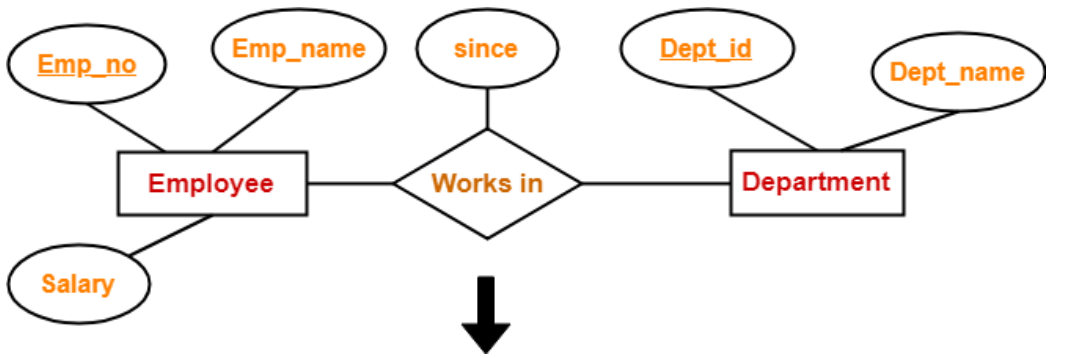 Emp_no
Emp_name
since
Dept_id
Dept_name
Employee
Works in
Department
Salary